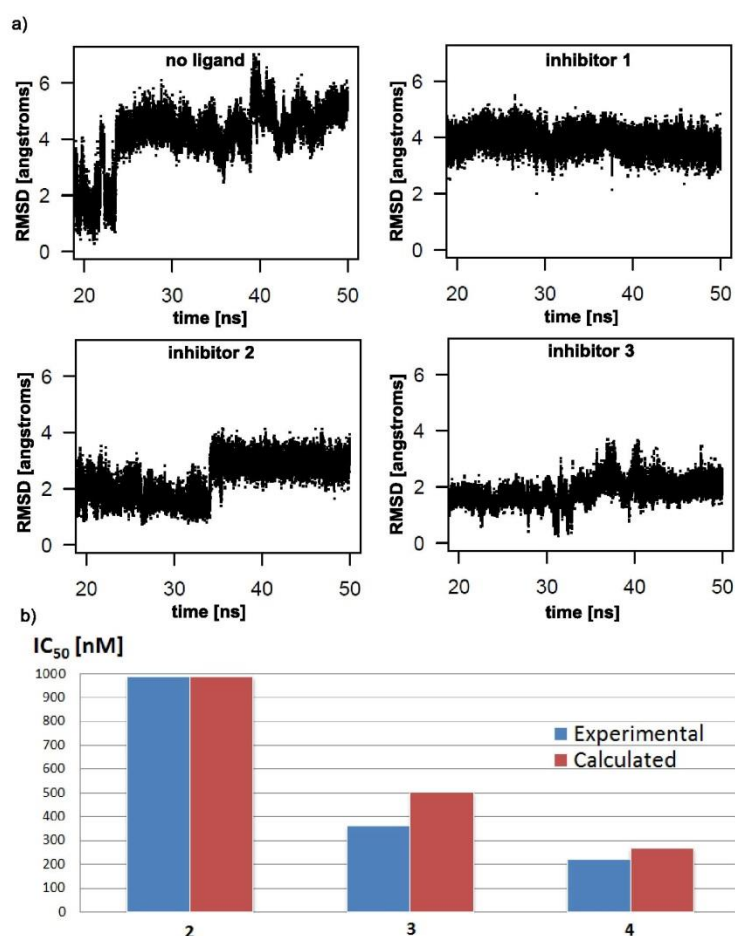 a)
no ligand
RMSD [angstroms]
6
4
2
0
20 30 40 50
time [ns]
inhibitor 1
RMSD [angstroms]
6
4
2
0
20 30 40 50
time [ns]
inhibitor 2
RMSD [angstroms]
6
4
2
0
20 30 40 50
time [ns]
inhibitor 3
RMSD [angstroms]
6
4
2
0
20 30 40 50
time [ns]
b)
IC50 [nM]
1000
900
800
700
600
500
400
300
200
100
0
Experimental
Calculated
2 3 4